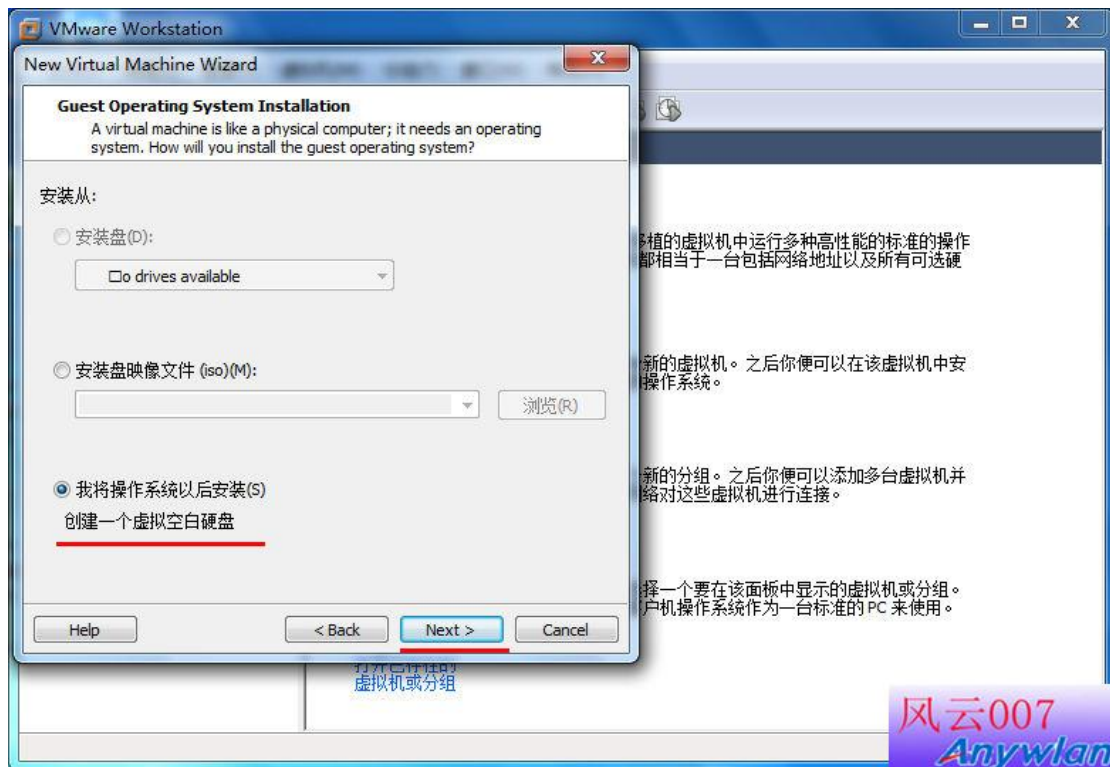 VMware Workstation
New Virtual Machine Wizard
Guest Operating System Installation
A virtual machine is like a physical computer; it needs an operating
system. How will you install the guest operating system?
安装从:
安装盘(D):
□o drives available
安装盘映像文件 (iso)(M):
浏览(R)
我将操作系统以后安装(S)
创建一个虚拟空白硬盘
Help
< Back
Next >
Cancel
植的虚拟机中运行多种高性能的标准的操作
都相当于一台包括网络地址以及所有可选硬
新的虚拟机。之后你便可以在该虚拟机中安
操作系统。
新的分组。之后你便可以添加多台虚拟机并
络对这些虚拟机进行连接。
择一个要在该面板中显示的虚拟机或分组。
户机操作系统作为一台标准的 PC 来使用。
打开已存在的
虚拟机或分组
风云007
Anywlan